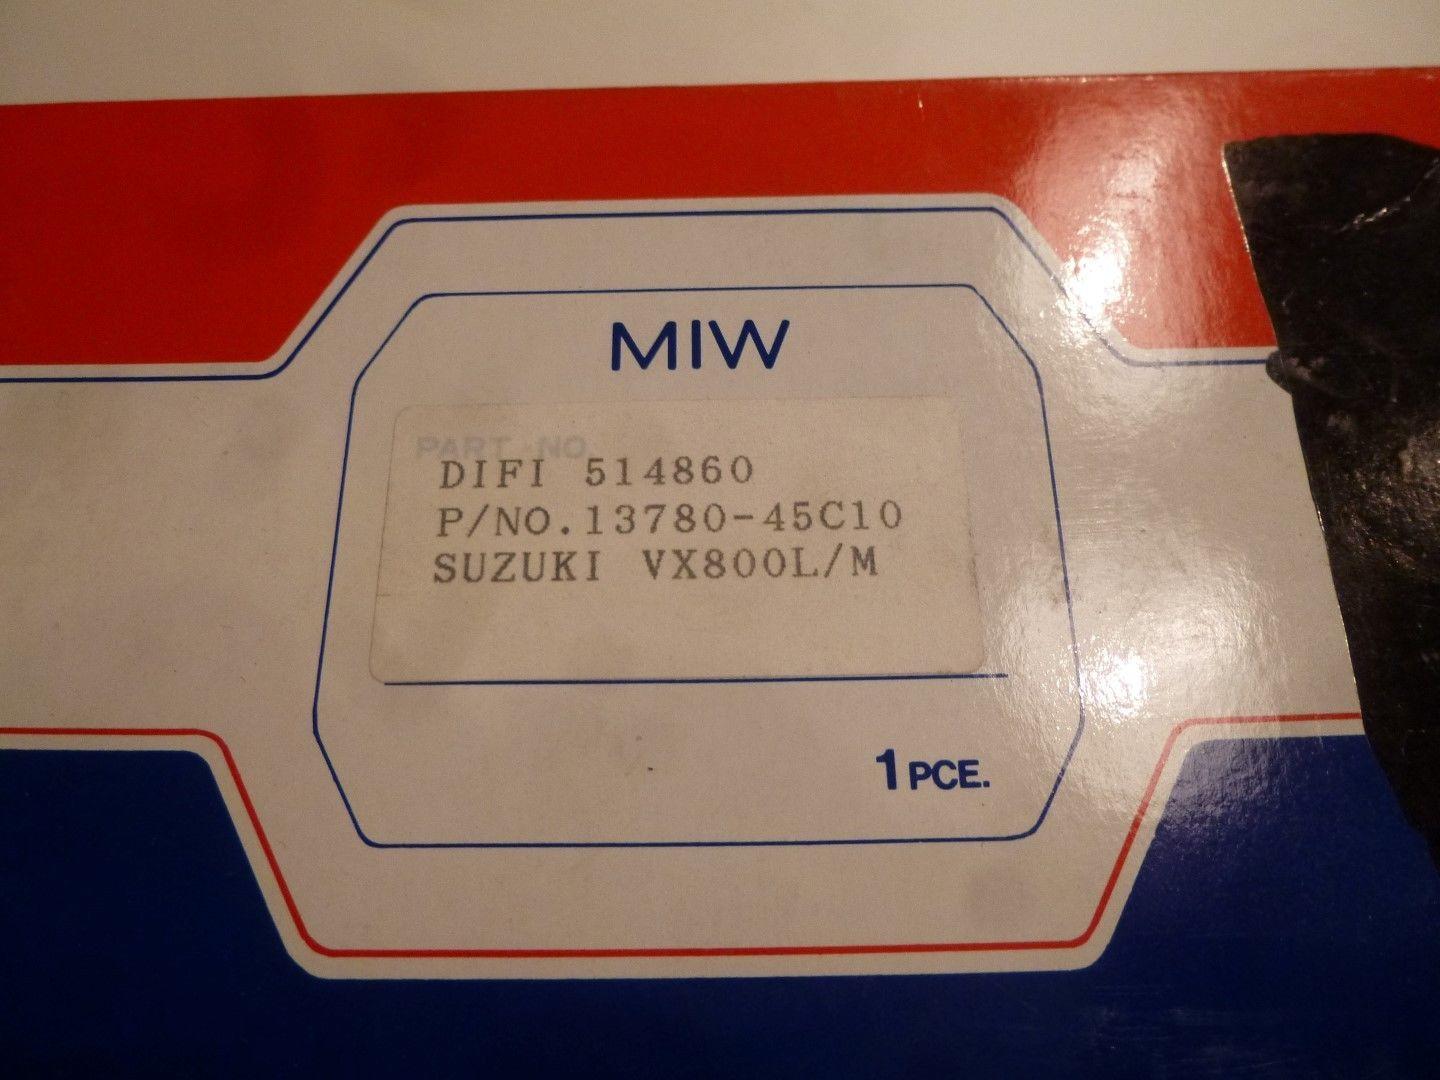 MIW
PART NO.
DIFI 514860
P/NO.13780-45C10
SUZUKI VX800L/M
1 PCE.